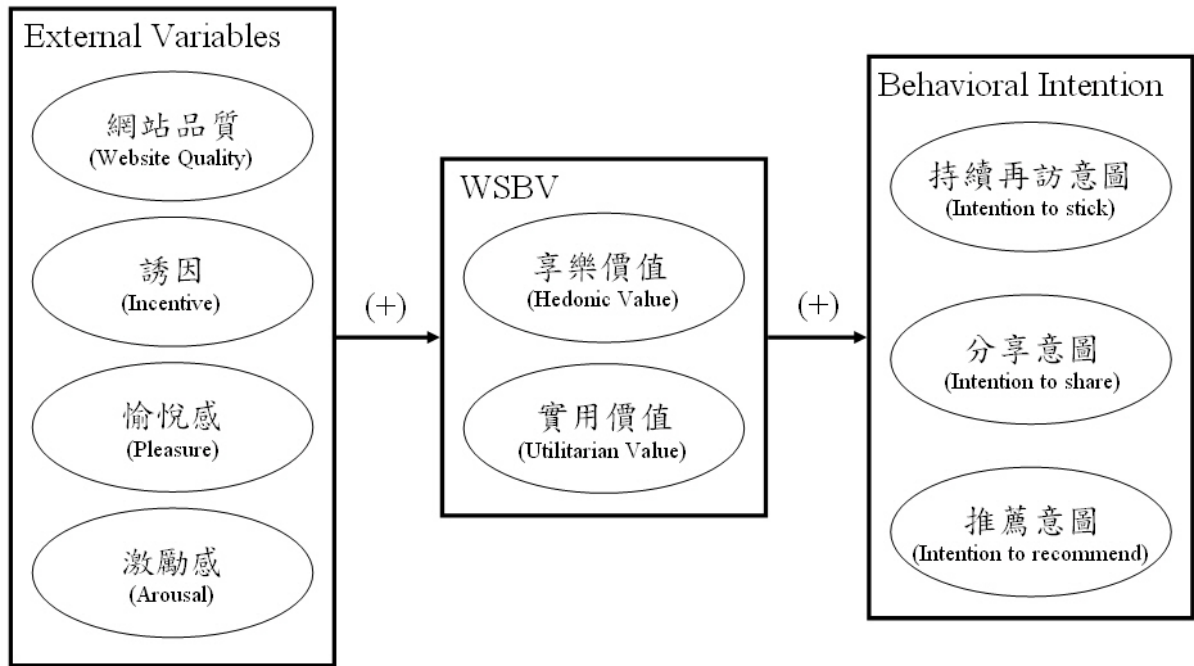 External Variables
網站品質
(Website Quality)
誘因
(Incentive)
愉悅感
(Pleasure)
激勵感
(Arousal)
(+)
WSBV
享樂價值
(Hedonic Value)
實用價值
(Utilitarian Value)
(+)
Behavioral Intention
持續再訪意圖
(Intention to stick)
分享意圖
(Intention to share)
推薦意圖
(Intention to recommend)